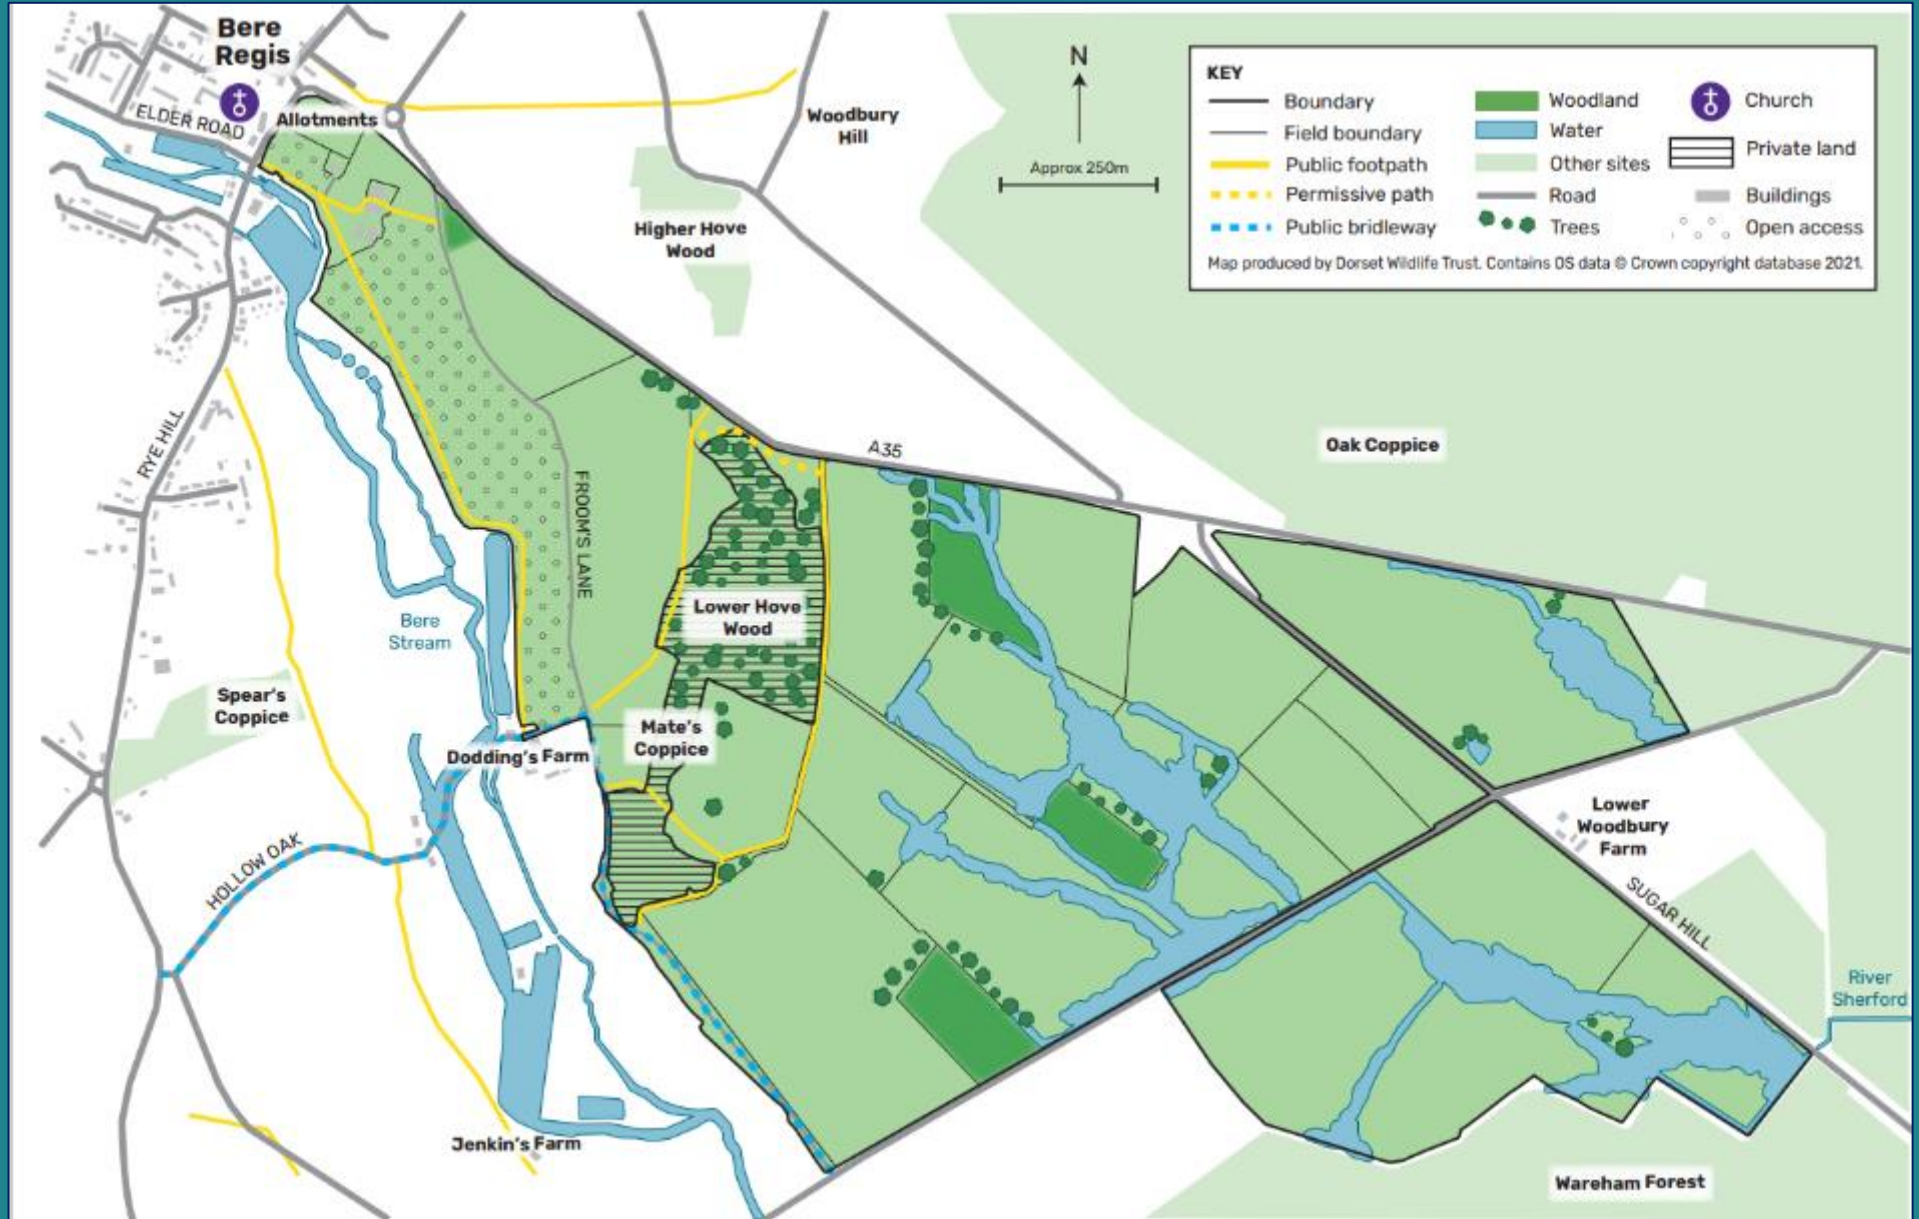 Bere
Regis
ELDER ROAD
Allotments
N
Approx 250m
Woodbury
Hill
Higher Hove
Wood
KEY
Boundary
Field boundary
Public footpath
Permissive path
Public bridleway
Woodland
Water
Other sites
Road
Trees
Church
Private land
Buildings
Open access
Map produced by Dorset Wildlife Trust. Contains OS data © Crown copyright database 2021.
RYE HILL
A35
Oak Coppice
FROOM'S LANE
Bere
Stream
Lower Hove
Wood
Spear's
Coppice
Mate's
Coppice
Dodding's Farm
Lower
Woodbury
Farm
HOLLOW OAK
SUGAR HILL
River
Sherford
Jenkin's Farm
Wareham Forest